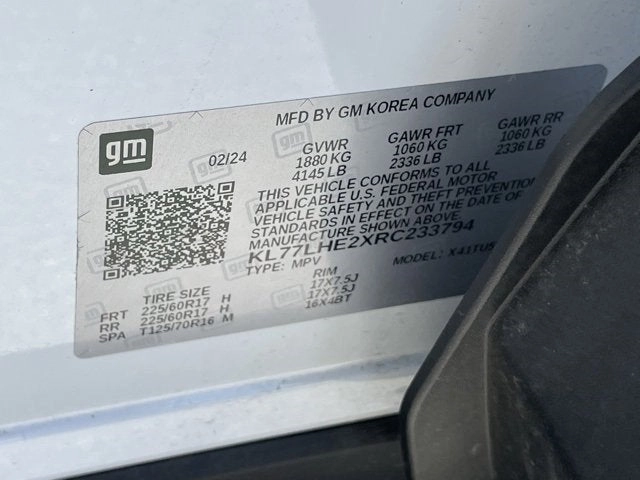 MFD BY GM KOREA COMPANY
gm
02/24
GVWR
1880 KG
4145 LB
GAWR FRT
1060 KG
2336 LB
GAWR RR
1060 KG
2336 LB
THIS VEHICLE CONFORMS TO ALL
APPLICABLE U.S. FEDERAL MOTOR
VEHICLE SAFETY AND THEFT PREVENTION
STANDARDS IN EFFECT ON THE DATE OF
MANUFACTURE SHOWN ABOVE.
KL77LHE2XRC233794
TYPE: MPV
MODEL: X41TU5
TIRE SIZE RIM
FRT 225/60R17 H 17X7.5J
RR 225/60R17 H 17X7.5J
SPA T125/70R16 M 16X4BT